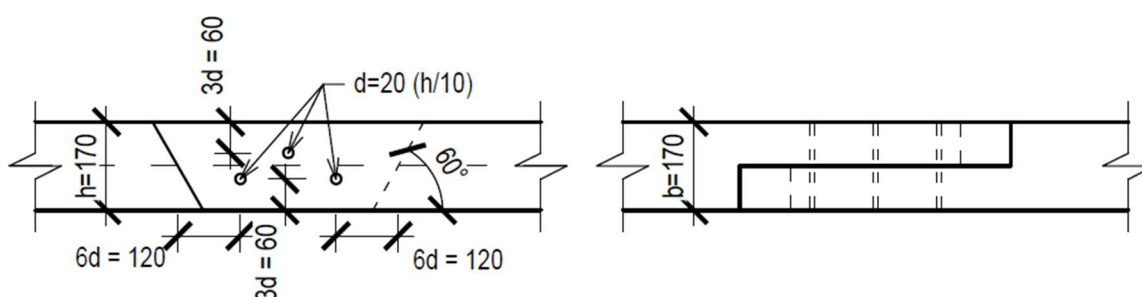 3d = 60
d=20 (h/10)
h=170
60°
6d = 120
3d = 60
6d = 120
b=170